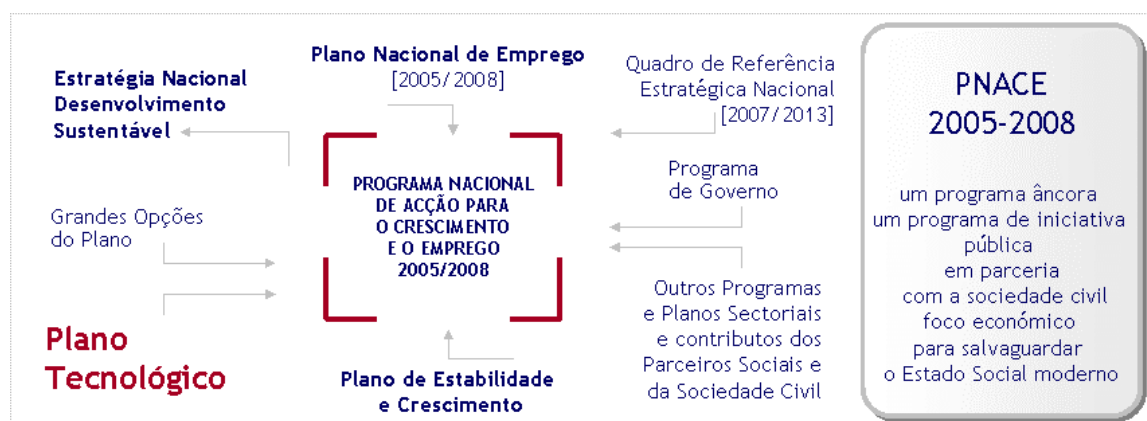 Estratégia Nacional
Desenvolvimento
Sustentável
Plano Nacional de Emprego
[2005/2008]
Quadro de Referência
Estratégica Nacional
[2007/2013]
Grandes Opções
do Plano
PROGRAMA NACIONAL
DE ACÇÃO PARA
O CRESCIMENTO
E O EMPREGO
2005/2008
Programa
de Governo
Plano
Tecnológico
Plano de Estabilidade
e Crescimento
Outros Programas
e Planos Sectoriais
e contributos dos
Parceiros Sociais e
da Sociedade Civil
PNACE
2005-2008
um programa âncora
um programa de iniciativa
pública
em parceria
com a sociedade civil
foco económico
para salvaguardar
o Estado Social moderno